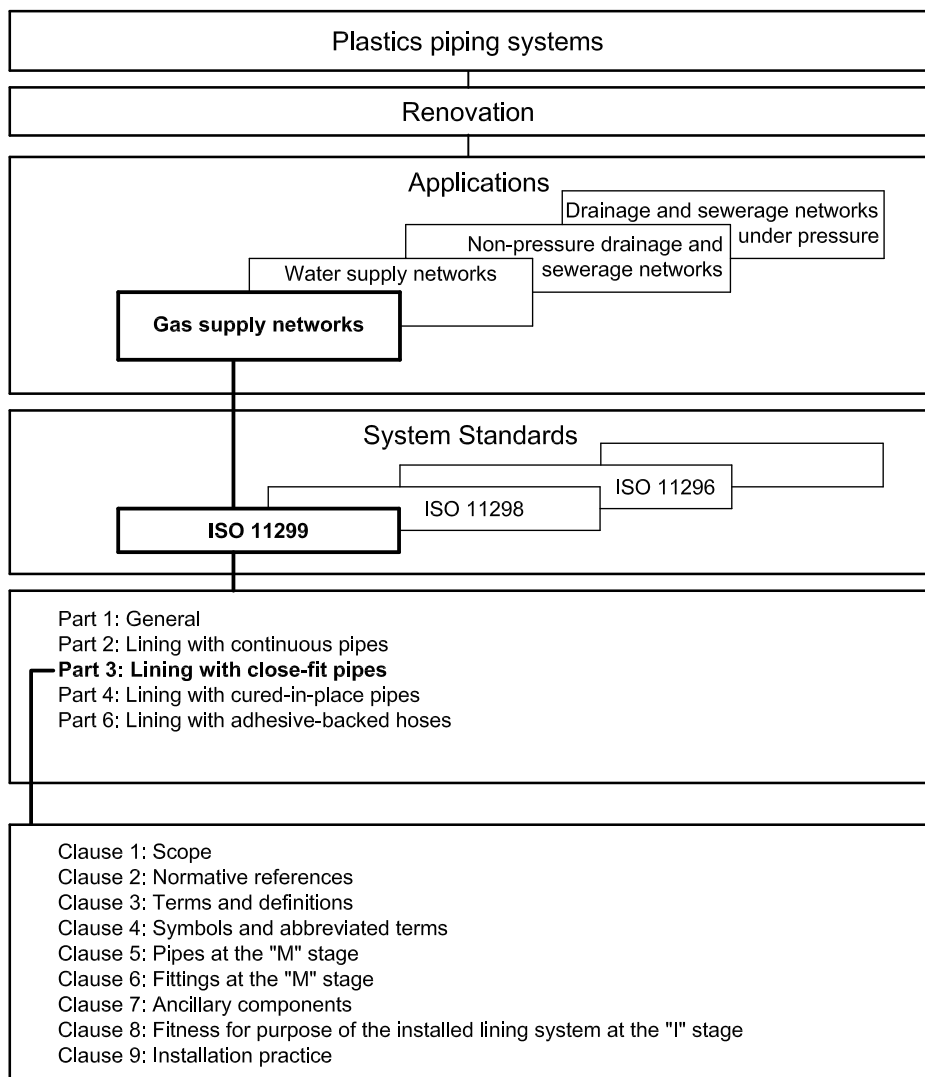 Plastics piping systems
Renovation
Applications
Drainage and sewerage networks
under pressure
Non-pressure drainage and
sewerage networks
Water supply networks
Gas supply networks
System Standards
ISO 11296
ISO 11298
ISO 11299
Part 1: General
Part 2: Lining with continuous pipes
Part 3: Lining with close-fit pipes
Part 4: Lining with cured-in-place pipes
Part 6: Lining with adhesive-backed hoses
Clause 1: Scope
Clause 2: Normative references
Clause 3: Terms and definitions
Clause 4: Symbols and abbreviated terms
Clause 5: Pipes at the "M" stage
Clause 6: Fittings at the "M" stage
Clause 7: Ancillary components
Clause 8: Fitness for purpose of the installed lining system at the "I" stage
Clause 9: Installation practice